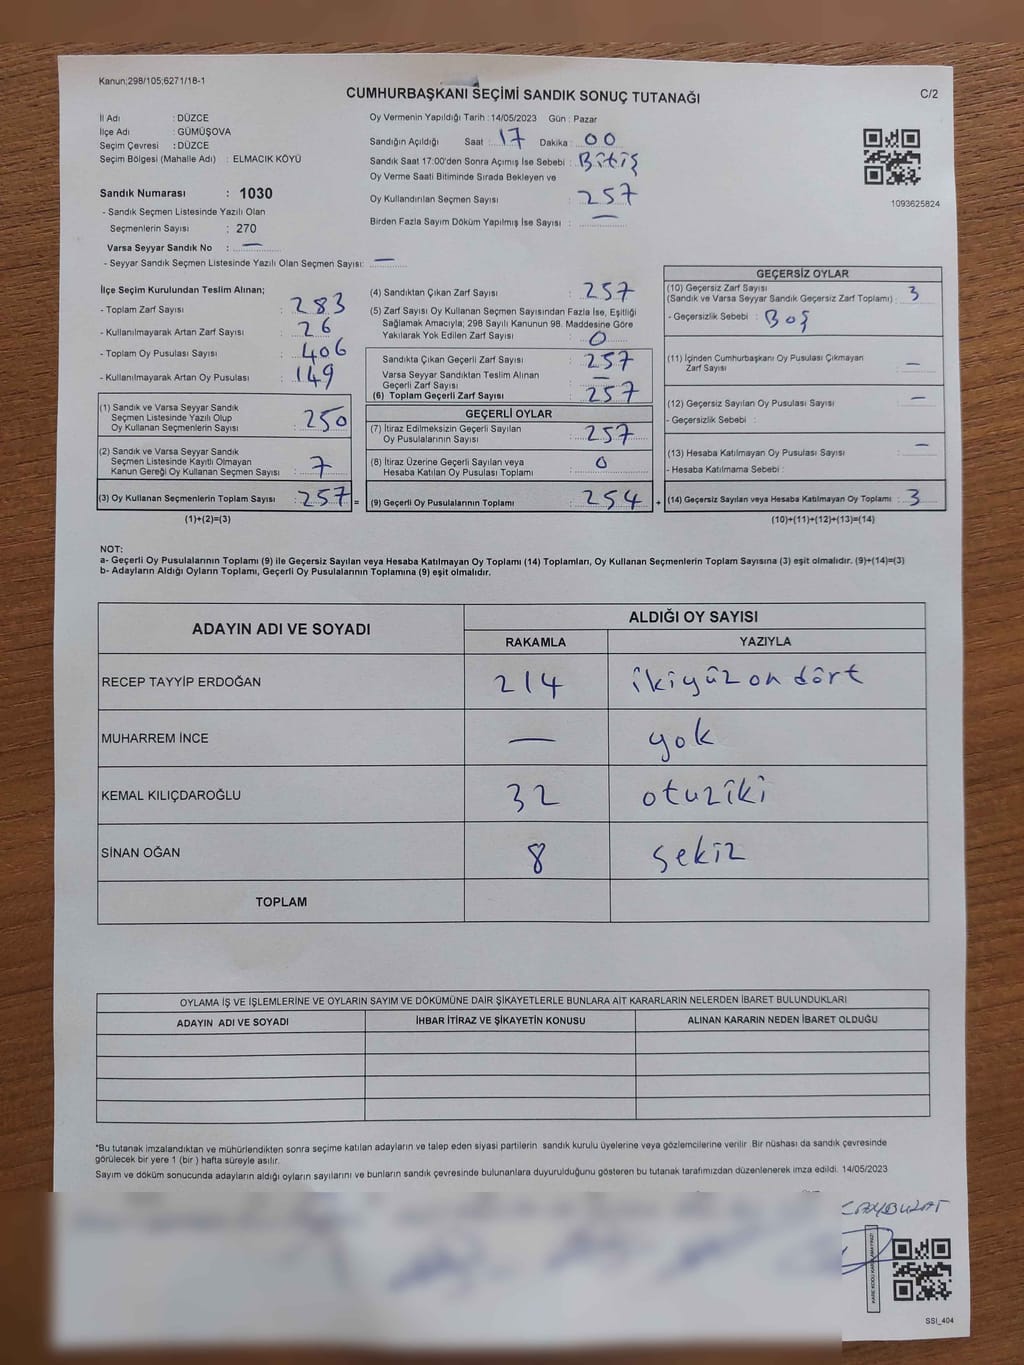 Kanun;298/105;6271/18-1
CUMHURBAŞKANI SEÇİMİ SANDIK SONUÇ TUTANAĞI
C/2
İl Adı : DÜZCE
İlçe Adı : GÜMÜŞOVA
Seçim Çevresi : DÜZCE
Seçim Bölgesi (Mahalle Adı) : ELMACIK KÖYÜ
Sandık Numarası : 1030
- Sandık Seçmen Listesinde Yazılı Olan
Seçmenlerin Sayısı : 270
Varsa Seyyar Sandık No : —
- Seyyar Sandık Seçmen Listesinde Yazılı Olan Seçmen Sayısı: —
Oy Vermenin Yapıldığı Tarih : 14/05/2023 Gün : Pazar
Sandığın Açıldığı Saat : 17 Dakika : 00
Sandık Saat 17:00'den Sonra Açımış İse Sebebi : Bitiş
Oy Verme Saati Bitiminde Sırada Bekleyen ve
Oy Kullandırılan Seçmen Sayısı : 257
Birden Fazla Sayım Döküm Yapılmış İse Sayısı : —
1093625824
İlçe Seçim Kurulundan Teslim Alınan;
- Toplam Zarf Sayısı : 283
- Kullanılmayarak Artan Zarf Sayısı : 26
- Toplam Oy Pusulası Sayısı : 406
- Kullanılmayarak Artan Oy Pusulası : 149
(1) Sandık ve Varsa Seyyar Sandık
Seçmen Listesinde Yazılı Olup
Oy Kullanan Seçmenlerin Sayısı : 250
(2) Sandık ve Varsa Seyyar Sandık
Seçmen Listesinde Kayıtlı Olmayan
Kanun Gereği Oy Kullanan Seçmen Sayısı : 7
(3) Oy Kullanan Seçmenlerin Toplam Sayısı : 257 =
(1)+(2)=(3)
(4) Sandıktan Çıkan Zarf Sayısı : 257
(5) Zarf Sayısı Oy Kullanan Seçmen Sayısından Fazla İse, Eşitliği
Sağlamak Amacıyla; 298 Sayılı Kanunun 98. Maddesine Göre
Yakılarak Yok Edilen Zarf Sayısı : 0
Sandıkta Çıkan Geçerli Zarf Sayısı : 257
Varsa Seyyar Sandıktan Teslim Alınan
Geçerli Zarf Sayısı : —
(6) Toplam Geçerli Zarf Sayısı : 257
GEÇERLİ OYLAR
(7) İtiraz Edilmeksizin Geçerli Sayılan
Oy Pusulalarının Sayısı : 257
(8) İtiraz Üzerine Geçerli Sayılan veya
Hesaba Katılan Oy Pusulası Toplamı : 0
(9) Geçerli Oy Pusulalarının Toplamı : 254 +
GEÇERSİZ OYLAR
(10) Geçersiz Zarf Sayısı
(Sandık ve Varsa Seyyar Sandık Geçersiz Zarf Toplamı) : 3
- Geçersizlik Sebebi : Boş
(11) İçinden Cumhurbaşkanı Oy Pusulası Çıkmayan
Zarf Sayısı : —
(12) Geçersiz Sayılan Oy Pusulası Sayısı : —
- Geçersizlik Sebebi :
(13) Hesaba Katılmayan Oy Pusulası Sayısı : —
- Hesaba Katılmama Sebebi :
(14) Geçersiz Sayılan veya Hesaba Katılmayan Oy Toplamı : 3
(10)+(11)+(12)+(13)=(14)
NOT:
a- Geçerli Oy Pusulalarının Toplamı (9) ile Geçersiz Sayılan veya Hesaba Katılmayan Oy Toplamı (14) Toplamları, Oy Kullanan Seçmenlerin Toplam Sayısına (3) eşit olmalıdır. (9)+(14)=(3)
b- Adayların Aldığı Oyların Toplamı, Geçerli Oy Pusulalarının Toplamına (9) eşit olmalıdır.
ADAYIN ADI VE SOYADI ALDIĞI OY SAYISI
RAKAMLA YAZIYLA
RECEP TAYYİP ERDOĞAN 214 ikiyüz on dört
MUHARREM İNCE — yok
KEMAL KILIÇDAROĞLU 32 otuziki
SİNAN OĞAN 8 sekiz
TOPLAM
OYLAMA İŞ VE İŞLEMLERİNE VE OYLARIN SAYIM VE DÖKÜMÜNE DAİR ŞİKAYETLERLE BUNLARA AİT KARARLARIN NELERDEN İBARET BULUNDUKLARI
ADAYIN ADI VE SOYADI İHBAR İTİRAZ VE ŞİKAYETİN KONUSU ALINAN KARARIN NEDEN İBARET OLDUĞU
*Bu tutanak imzalandıktan ve mühürlendikten sonra seçime katılan adayların ve talep eden siyasi partilerin sandık kurulu üyelerine veya gözlemcilerine verilir. Bir nüshası da sandık çevresinde
görülecek bir yere 1 (bir ) hafta süreyle asılır.
Sayım ve döküm sonucunda adayların aldığı oyların sayılarını ve bunların sandık çevresinde bulunanlara duyurulduğunu gösteren bu tutanak tarafımızdan düzenlenerek imza edildi. 14/05/2023
SSI_404